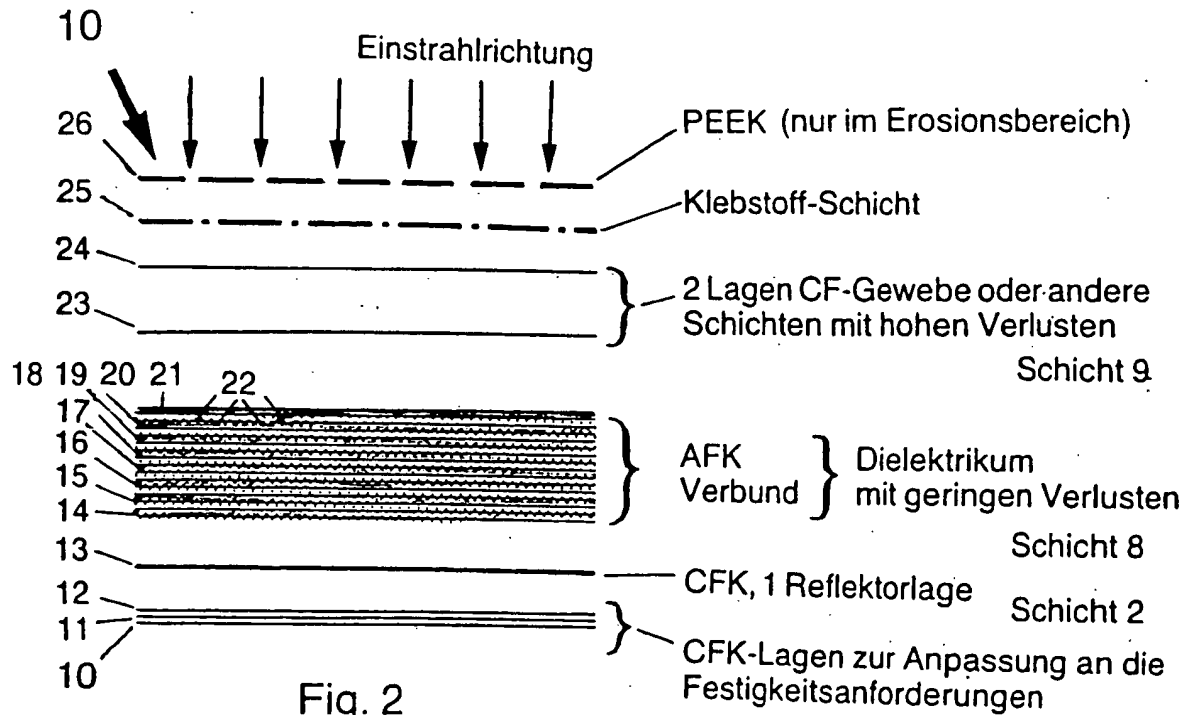 10
Einstrahlrichtung
26
PEEK (nur im Erosionsbereich)
25
Klebstoff-Schicht
24
2 Lagen CF-Gewebe oder andere
23
Schichten mit hohen Verlusten
Schicht 9
18 19 20 21 22
17
16
AFK
Verbund
Dielektrikum
mit geringen Verlusten
15
14
Schicht 8
13
CFK, 1 Reflektorlage
12
Schicht 2
11
10
CFK-Lagen zur Anpassung an die
Festigkeitsanforderungen
Fig. 2